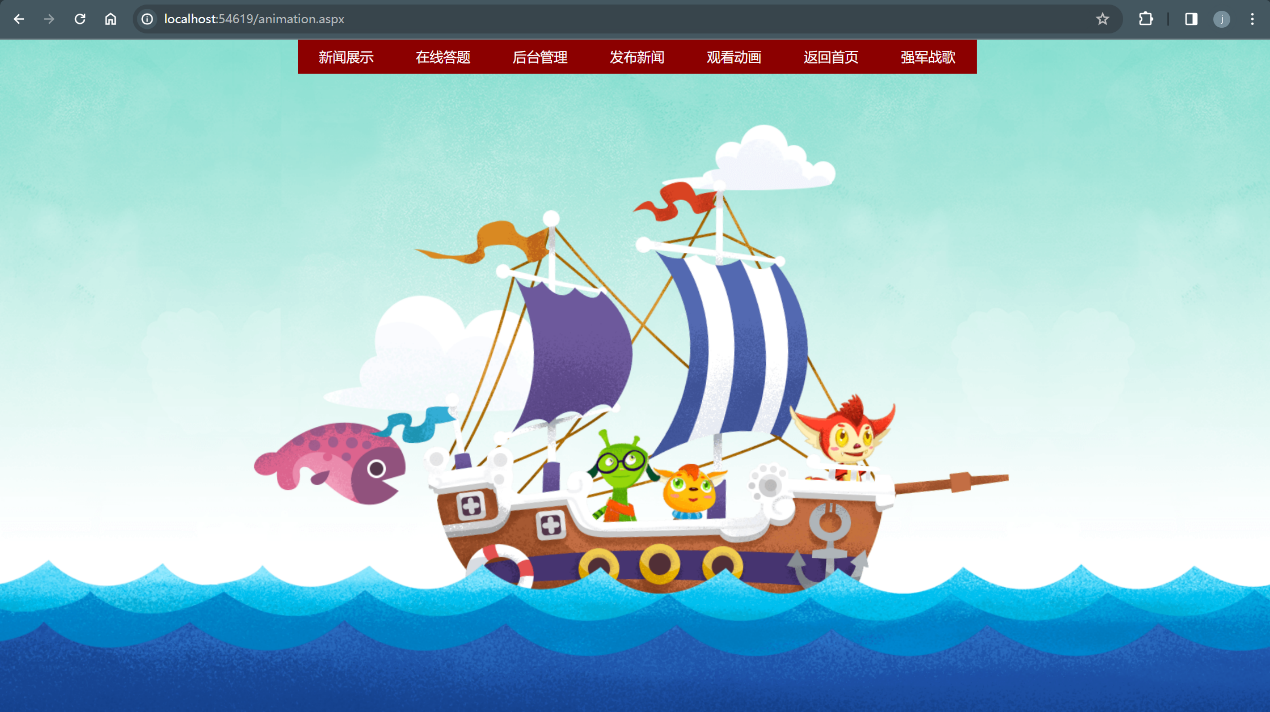 localhost:54619/animation.aspx
j
新闻展示 在线答题 后台管理 发布新闻 观看动画 返回首页 强军战歌